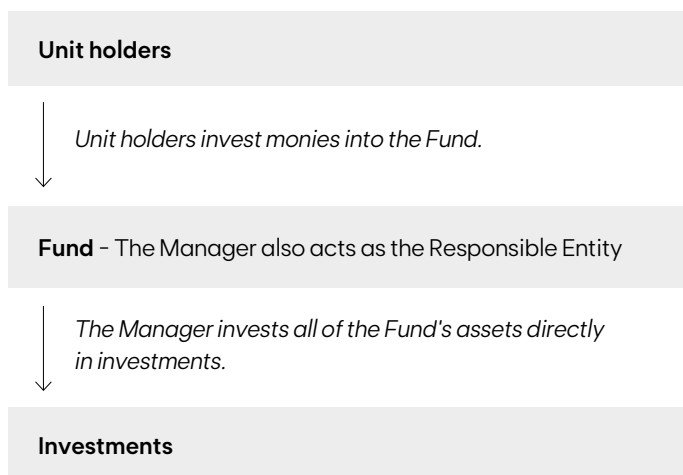 Unit holders
Unit holders invest monies into the Fund.
Fund - The Manager also acts as the Responsible Entity
The Manager invests all of the Fund's assets directly
in investments.
Investments